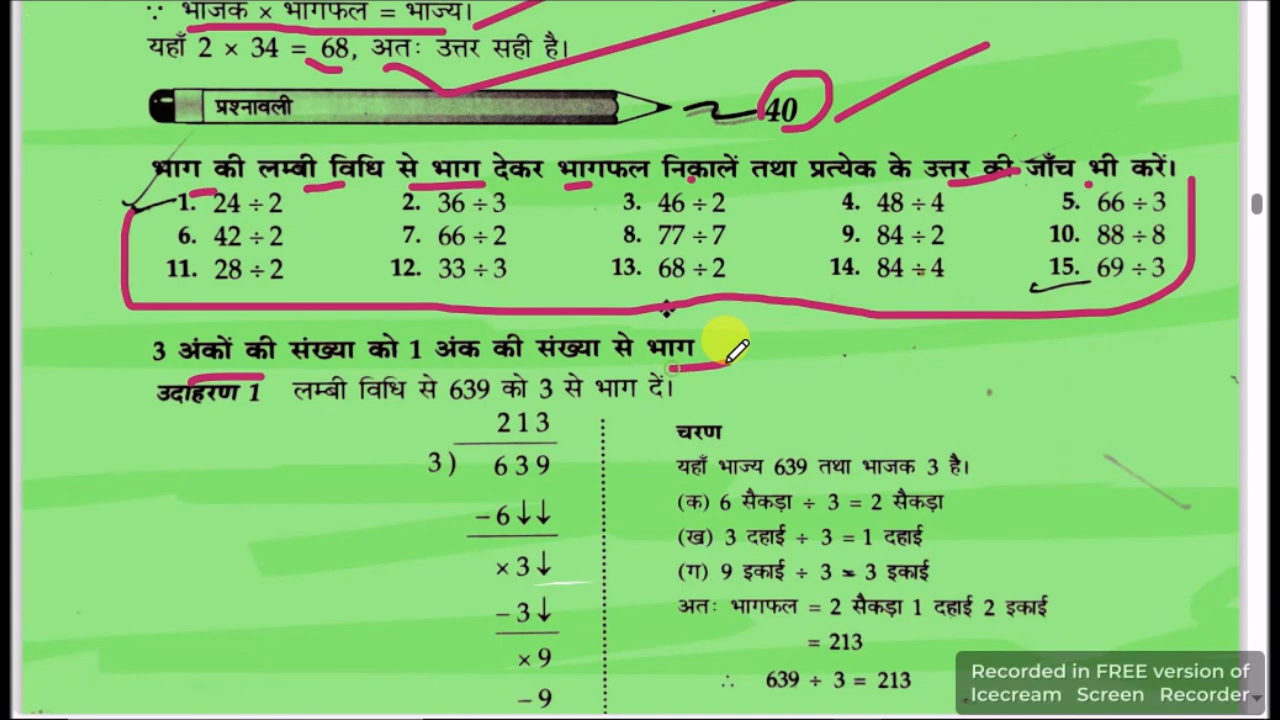 ∵ भाजक × भागफल = भाज्य।
यहाँ 2 × 34 = 68, अतः उत्तर सही है।
प्रश्नावली 40
भाग की लम्बी विधि से भाग देकर भागफल निकालें तथा प्रत्येक के उत्तर की जाँच भी करें।
1. 24 ÷ 2 2. 36 ÷ 3 3. 46 ÷ 2 4. 48 ÷ 4 5. 66 ÷ 3
6. 42 ÷ 2 7. 66 ÷ 2 8. 77 ÷ 7 9. 84 ÷ 2 10. 88 ÷ 8
11. 28 ÷ 2 12. 33 ÷ 3 13. 68 ÷ 2 14. 84 ÷ 4 15. 69 ÷ 3
3 अंकों की संख्या को 1 अंक की संख्या से भाग
उदाहरण 1 लम्बी विधि से 639 को 3 से भाग दें।
213
3) 639
– 6↓↓
× 3↓
– 3↓
× 9
– 9
चरण
यहाँ भाज्य 639 तथा भाजक 3 है।
(क) 6 सैकड़ा ÷ 3 = 2 सैकड़ा
(ख) 3 दहाई ÷ 3 = 1 दहाई
(ग) 9 इकाई ÷ 3 = 3 इकाई
अतः भागफल = 2 सैकड़ा 1 दहाई 2 इकाई
= 213
∴ 639 ÷ 3 = 213
Recorded in FREE version of
Icecream Screen Recorder